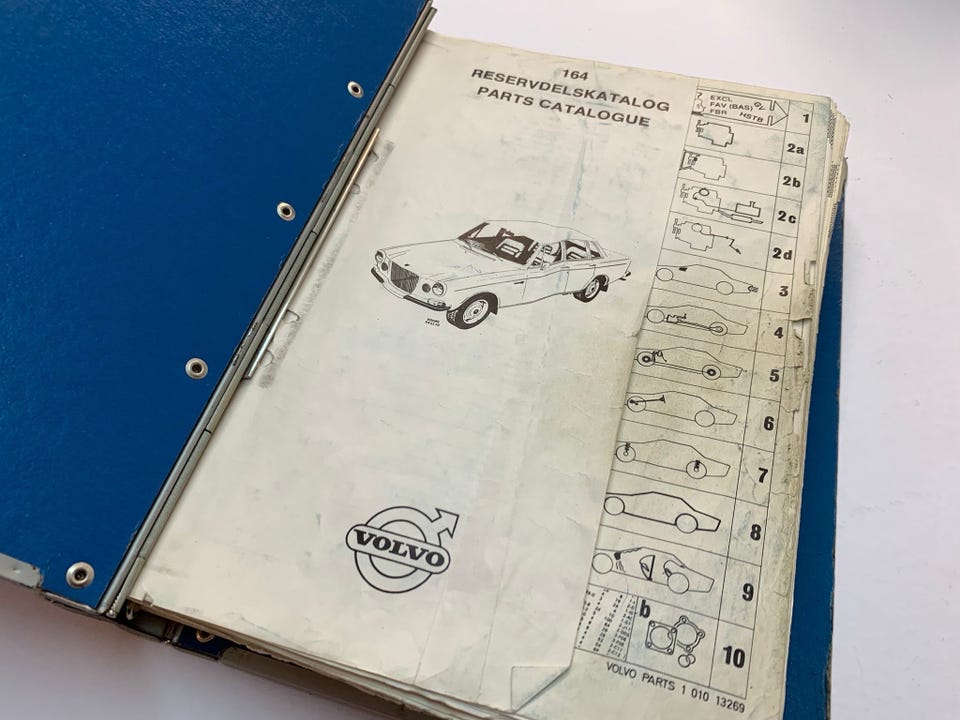 164
RESERVDELSKATALOG
PARTS CATALOGUE
EXCL
FAV (BAS)
FBR HSTB
1
2a
2b
2c
2d
3
4
5
6
7
8
9
b
10
VOLVO
VOLVO PARTS 1 010 13269